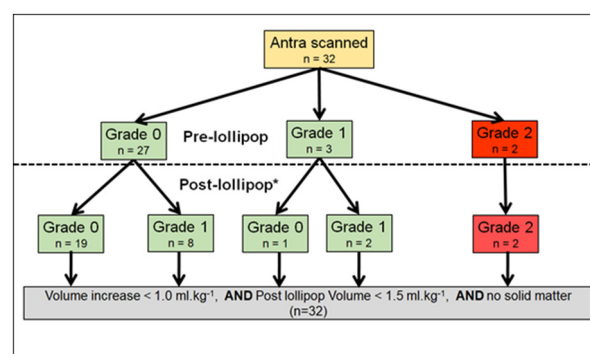 Antra scanned
n = 32
Grade 0
n = 27
Pre-lollipop
Grade 1
n = 3
Grade 2
n = 2
Post-lollipop*
Grade 0
n = 19
Grade 1
n = 8
Grade 0
n = 1
Grade 1
n = 2
Grade 2
n = 2
Volume increase < 1.0 ml.kg⁻¹, AND Post lollipop Volume < 1.5 ml.kg⁻¹, AND no solid matter
(n=32)